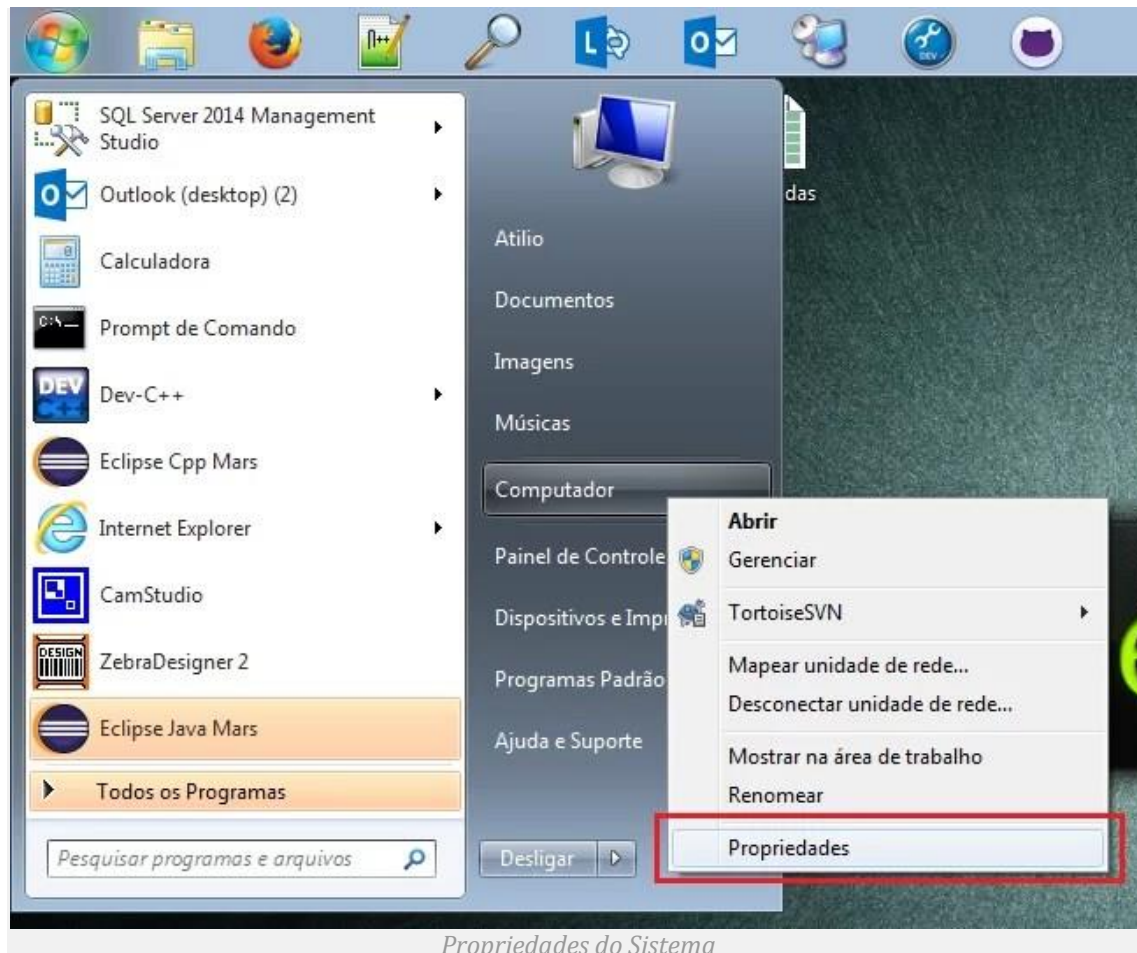 SQL Server 2014 Management
Studio
Outlook (desktop) (2)
Calculadora
Prompt de Comando
Dev-C++
Eclipse Cpp Mars
Internet Explorer
CamStudio
ZebraDesigner 2
Eclipse Java Mars
Todos os Programas
Pesquisar programas e arquivos
Atilio
Documentos
Imagens
Músicas
Computador
Painel de Controle
Dispositivos e Impr
Programas Padrão
Ajuda e Suporte
Desligar
das
Abrir
Gerenciar
TortoiseSVN
Mapear unidade de rede...
Desconectar unidade de rede...
Mostrar na área de trabalho
Renomear
Propriedades
Propriedades do Sistema